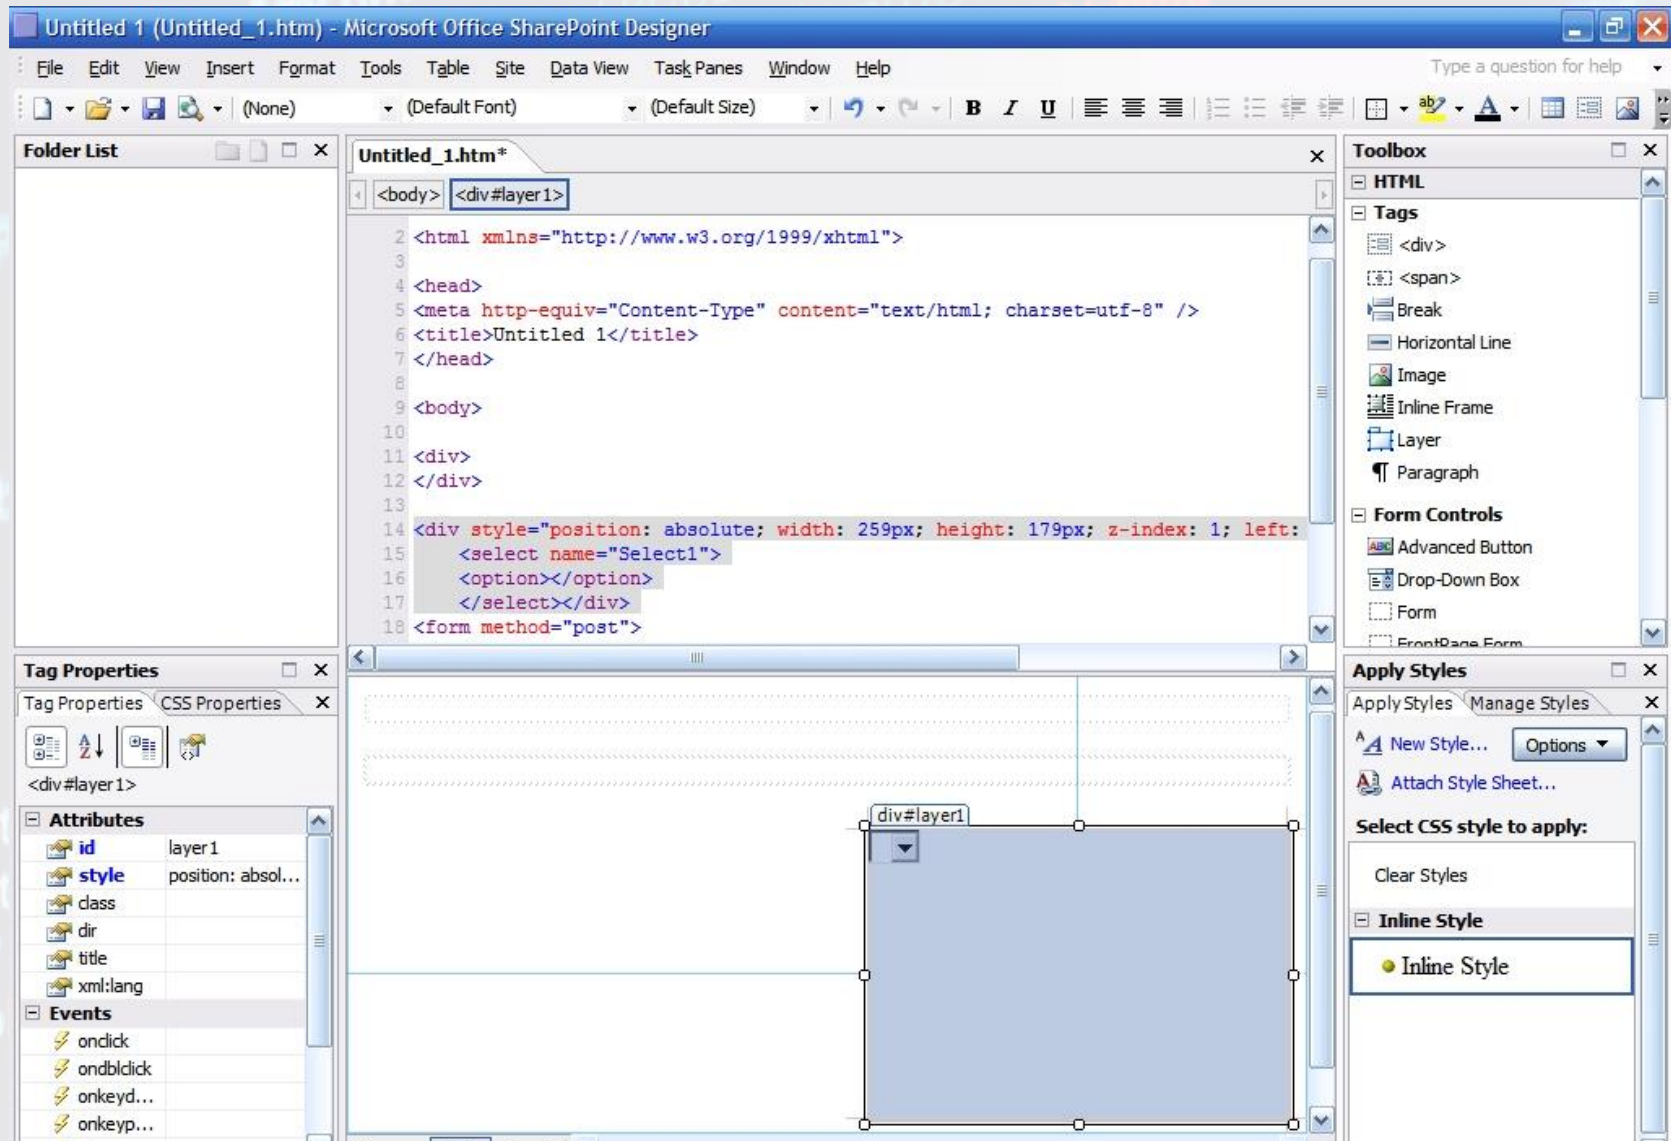 Untitled 1 (Untitled_1.htm) - Microsoft Office SharePoint Designer
File Edit View Insert Format Tools Table Site Data View Task Panes Window Help Type a question for help
(None) (Default Font) (Default Size) B I U ab A
Folder List
Untitled_1.htm*
<body> <div#layer1>
2 <html xmlns="http://www.w3.org/1999/xhtml">
3
4 <head>
5 <meta http-equiv="Content-Type" content="text/html; charset=utf-8" />
6 <title>Untitled 1</title>
7 </head>
8
9 <body>
10
11 <div>
12 </div>
13
14 <div style="position: absolute; width: 259px; height: 179px; z-index: 1; left:
15 <select name="Select1">
16 <option></option>
17 </select></div>
18 <form method="post">
Toolbox
HTML
Tags
<div>
<span>
Break
Horizontal Line
Image
Inline Frame
Layer
¶ Paragraph
Form Controls
ABC Advanced Button
Drop-Down Box
Form
FrontPage Form
Tag Properties
Tag Properties CSS Properties
A Z
<div#layer1>
Attributes
id layer1
style position: absol...
class
dir
title
xml:lang
Events
onclick
ondblclick
onkeyd...
onkeyp...
div#layer1
Apply Styles
Apply Styles Manage Styles
New Style... Options
Attach Style Sheet...
Select CSS style to apply:
Clear Styles
Inline Style
Inline Style